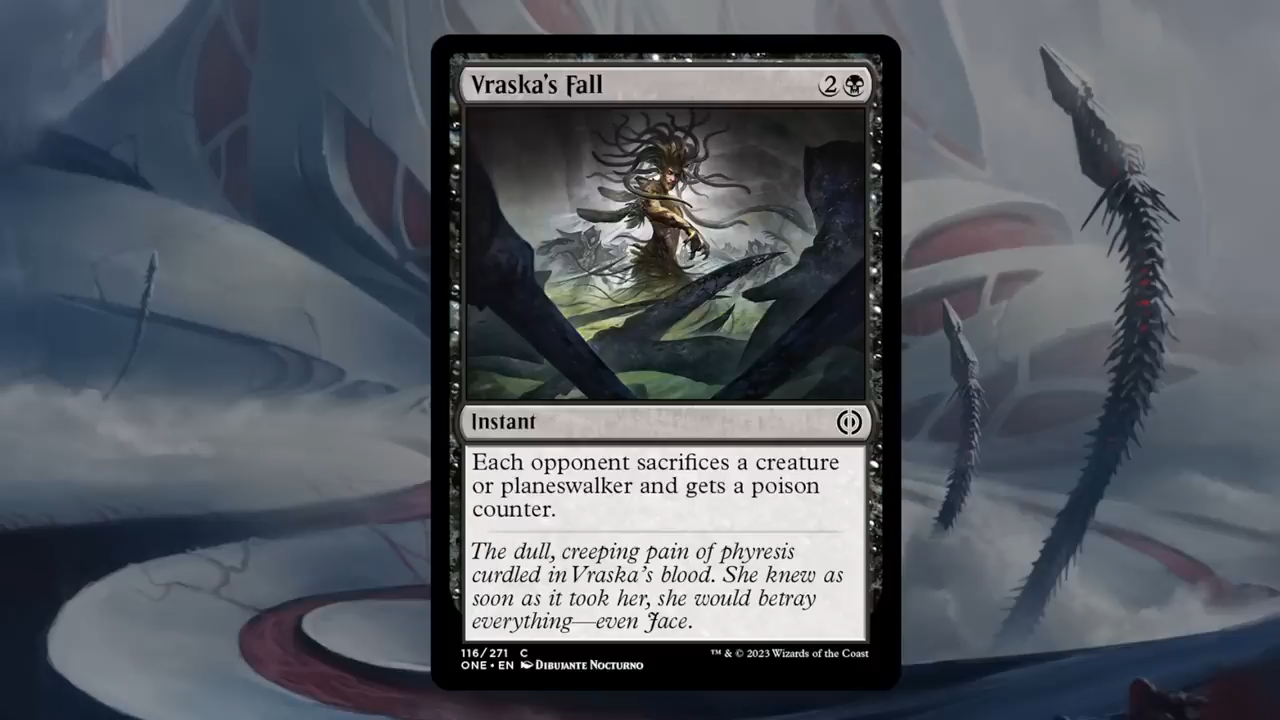 Vraska's Fall 2
Instant
Each opponent sacrifices a creature
or planeswalker and gets a poison
counter.
The dull, creeping pain of phyresis
curdled in Vraska's blood. She knew as
soon as it took her, she would betray
everything—even Jace.
116/271 C ™ & © 2023 Wizards of the Coast
ONE • EN Dibujante Nocturno